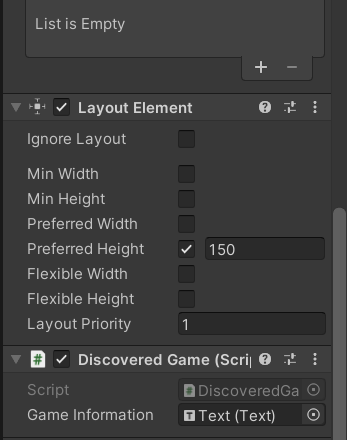 List is Empty
+ −
Layout Element
Ignore Layout
Min Width
Min Height
Preferred Width
Preferred Height 150
Flexible Width
Flexible Height
Layout Priority 1
# Discovered Game (Scri
Script # DiscoveredGa
Game Information T Text (Text)